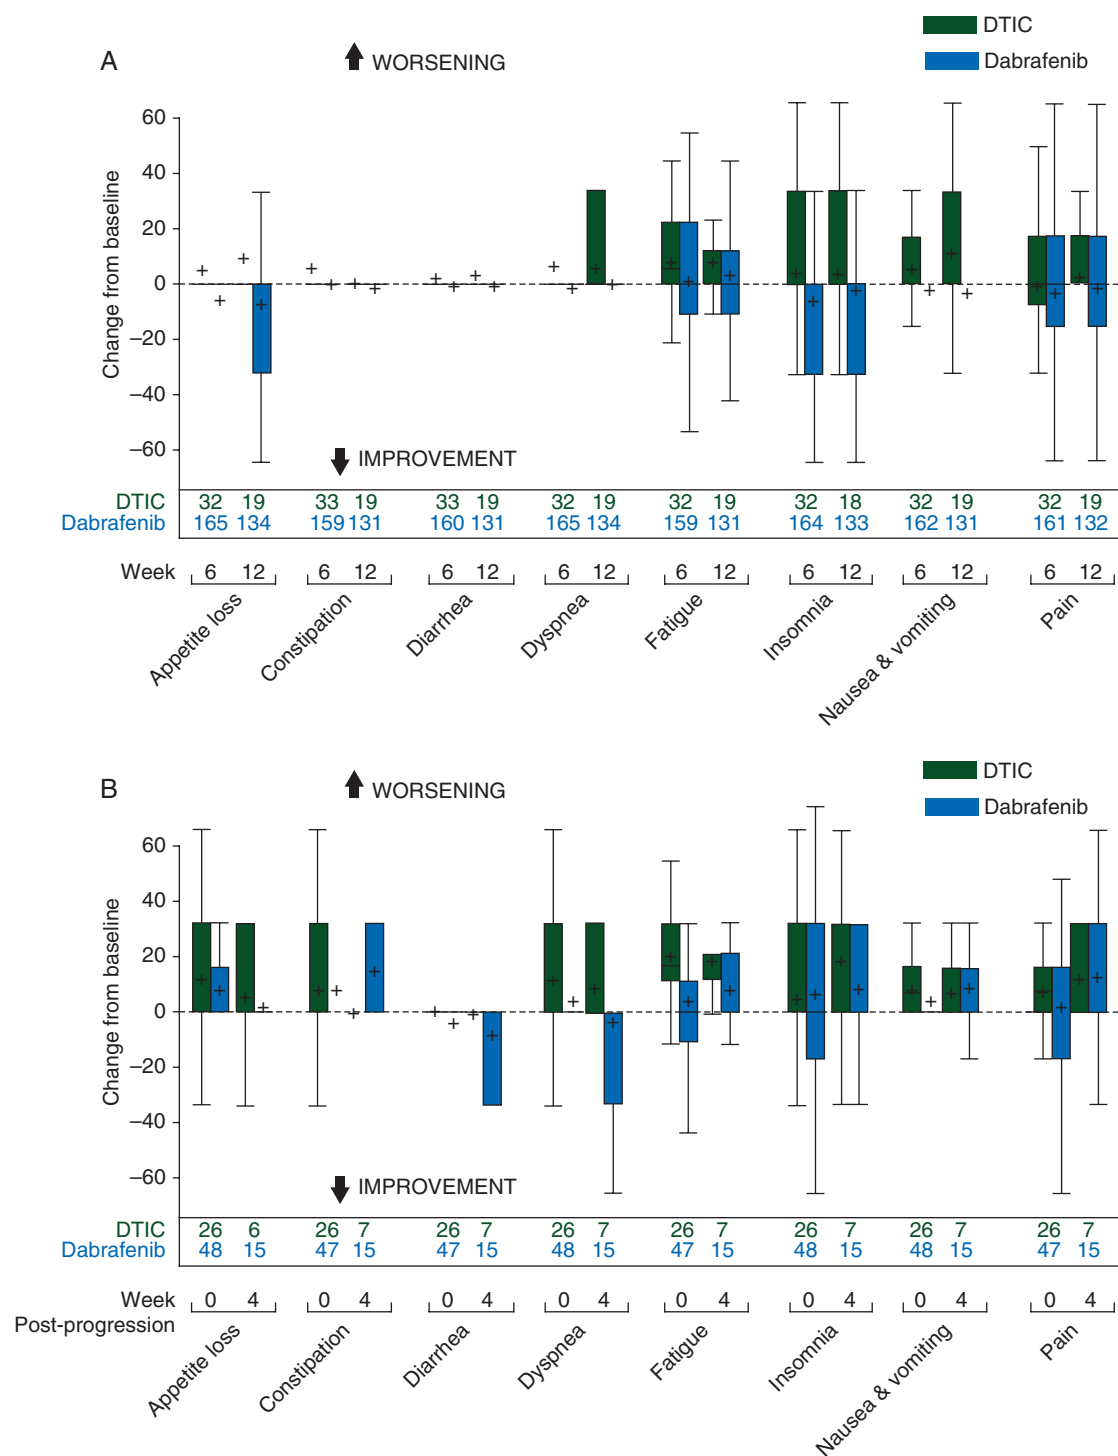 DTIC
Dabrafenib
A
WORSENING
60
40
20
0
–20
–40
–60
Change from baseline
IMPROVEMENT
DTIC 32 19 33 19 33 19 32 19 32 19 32 18 32 19 32 19
Dabrafenib 165 134 159 131 160 131 165 134 159 131 164 133 162 131 161 132
Week 6 12 6 12 6 12 6 12 6 12 6 12 6 12 6 12
Appetite loss
Constipation
Diarrhea
Dyspnea
Fatigue
Insomnia
Nausea & vomiting
Pain
DTIC
Dabrafenib
B
WORSENING
60
40
20
0
–20
–40
–60
Change from baseline
IMPROVEMENT
DTIC 26 6 26 7 26 7 26 7 26 7 26 7 26 7 26 7
Dabrafenib 48 15 47 15 47 15 48 15 47 15 48 15 48 15 47 15
Week 0 4 0 4 0 4 0 4 0 4 0 4 0 4 0 4
Post-progression
Appetite loss
Constipation
Diarrhea
Dyspnea
Fatigue
Insomnia
Nausea & vomiting
Pain